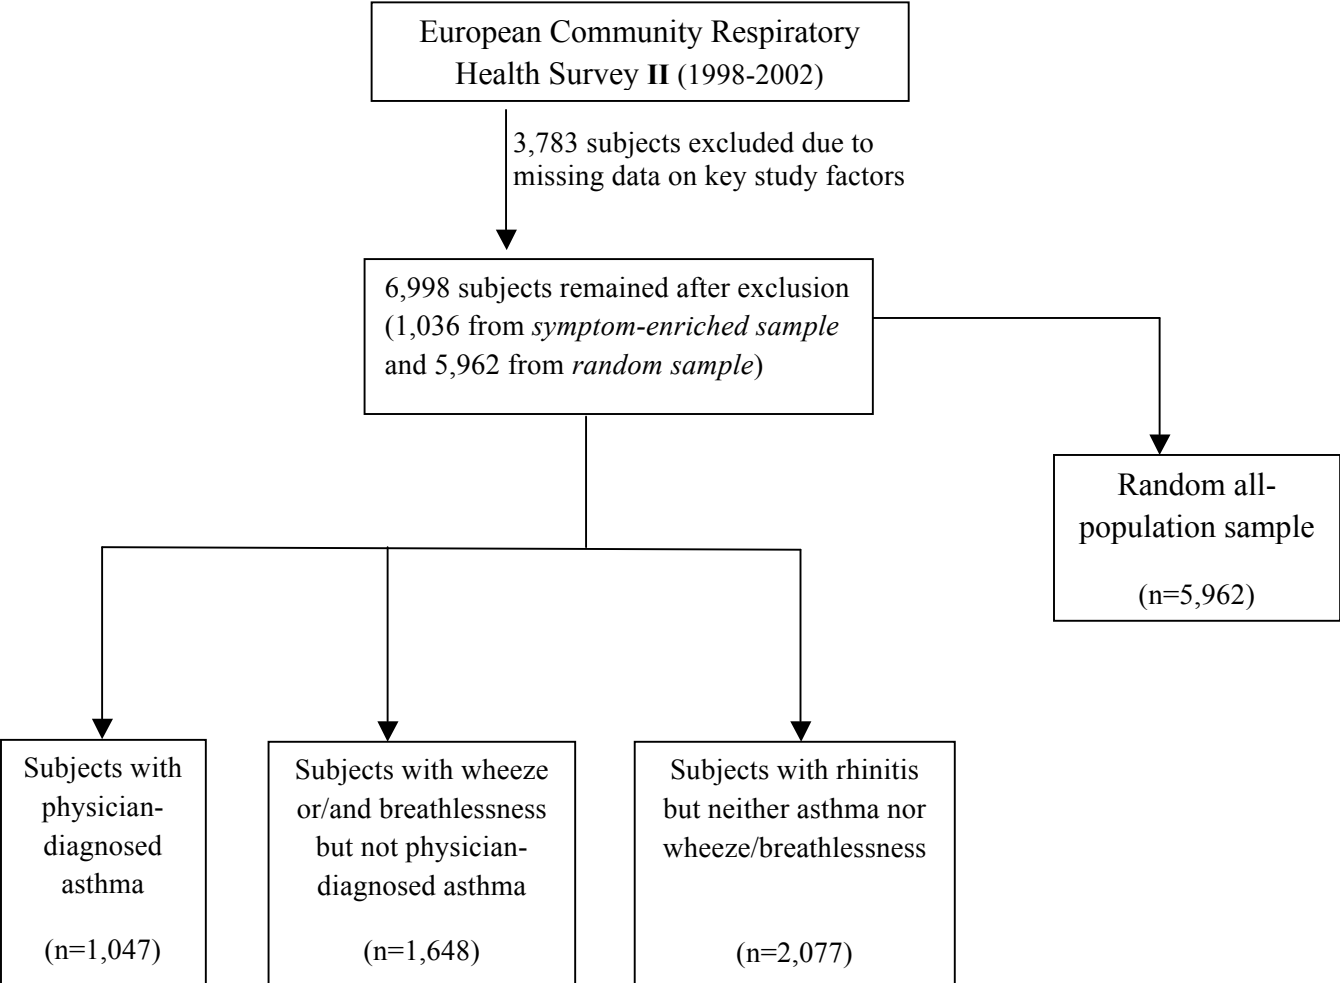 European Community Respiratory
Health Survey II (1998-2002)
3,783 subjects excluded due to
missing data on key study factors
6,998 subjects remained after exclusion
(1,036 from symptom-enriched sample
and 5,962 from random sample)
Random all-
population sample
(n=5,962)
Subjects with
physician-
diagnosed
asthma
(n=1,047)
Subjects with wheeze
or/and breathlessness
but not physician-
diagnosed asthma
(n=1,648)
Subjects with rhinitis
but neither asthma nor
wheeze/breathlessness
(n=2,077)